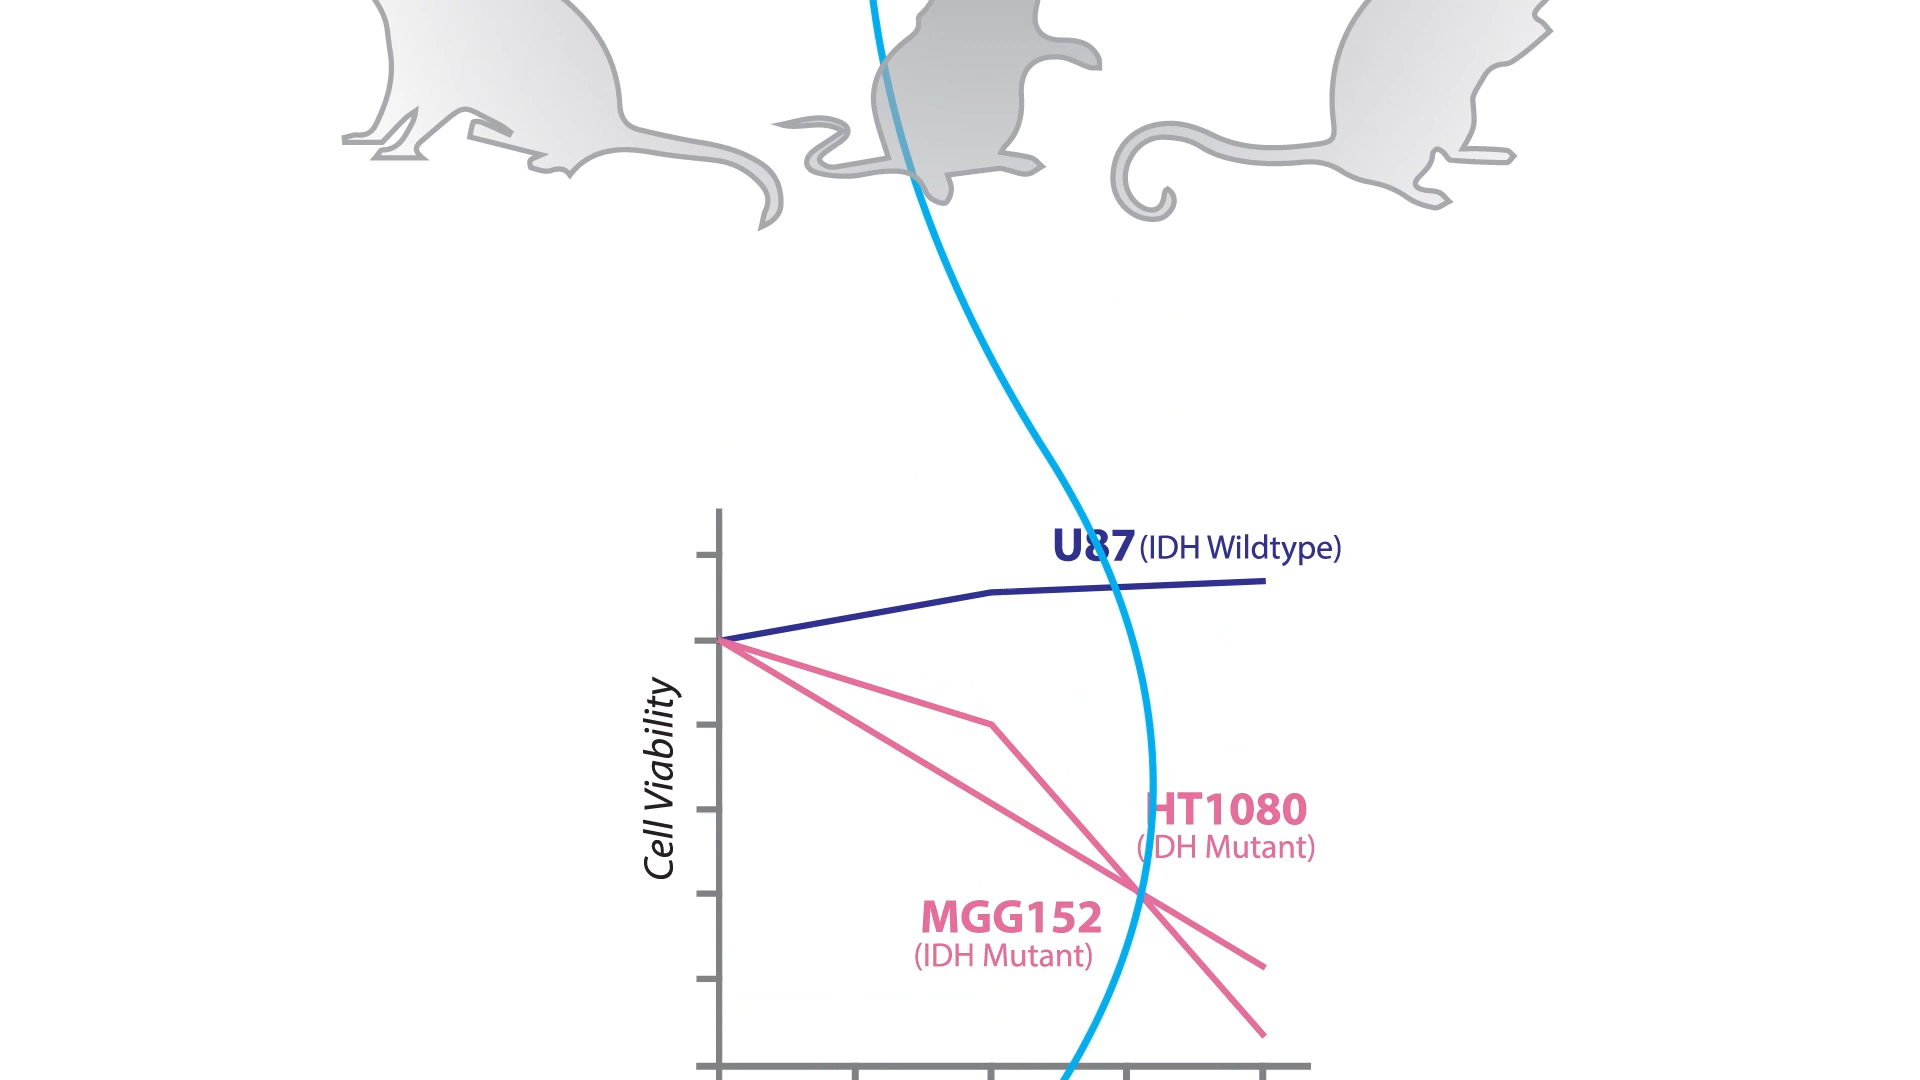 U87 (IDH Wildtype)
Cell Viability
HT1080
(IDH Mutant)
MGG152
(IDH Mutant)